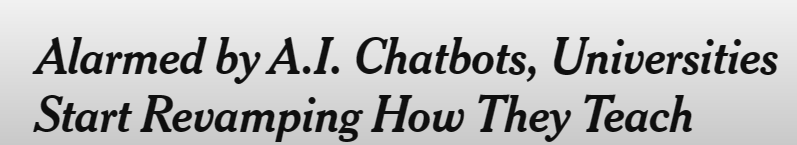 Alarmed by A.I. Chatbots, Universities
Start Revamping How They Teach